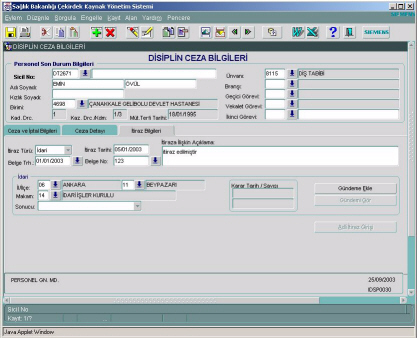 Sağlık Bakanlığı Çekirdek Kaynak Yönetim Sistemi
Eylem Düzenle Sorgula Engelle Kayıt Alan Yardım Pencere
SIEMENS
DİSİPLİN CEZA BİLGİLERİ
DİSİPLİN CEZA BİLGİLERİ
Personel Son Durum Bilgileri
Sicil No: DT2671
Adı Soyadı: EMİN ÖVÜL
Kızlık Soyadı:
Birimi: 4698 ÇANAKKALE GELİBOLU DEVLET HASTANESİ
Kad. Drc. 1 Kaz. Drc./Kdm: 1/0 Mül.Terfi Tarihi: 18/01/1995
Ünvanı: 8115 DİŞ TABİBİ
Branşı:
Geçici Görevi:
Vekalet Görevi:
İkinci Görevi:
Ceza ve İptal Bilgileri Ceza Detayı İtiraz Bilgileri
İtiraz Türü: İdari İtiraz Tarihi: 05/01/2003
İtiraza İlişkin Açıklama:
itiraz edilmiştir
Belge Trh.: 01/01/2003 Belge No: 123
İdari
İl/İlçe: 06 ANKARA 11 BEYPAZARI
Makam: 14 İDARİ İŞLER KURULU
Sonucu:
Karar Tarih / Sayısı
Gündeme Ekle
Gündemi Gör
PERSONEL GN. MD.
25/09/2003
IDSP0030
Sicil No
Kayıt: 1/?
Java Applet Window